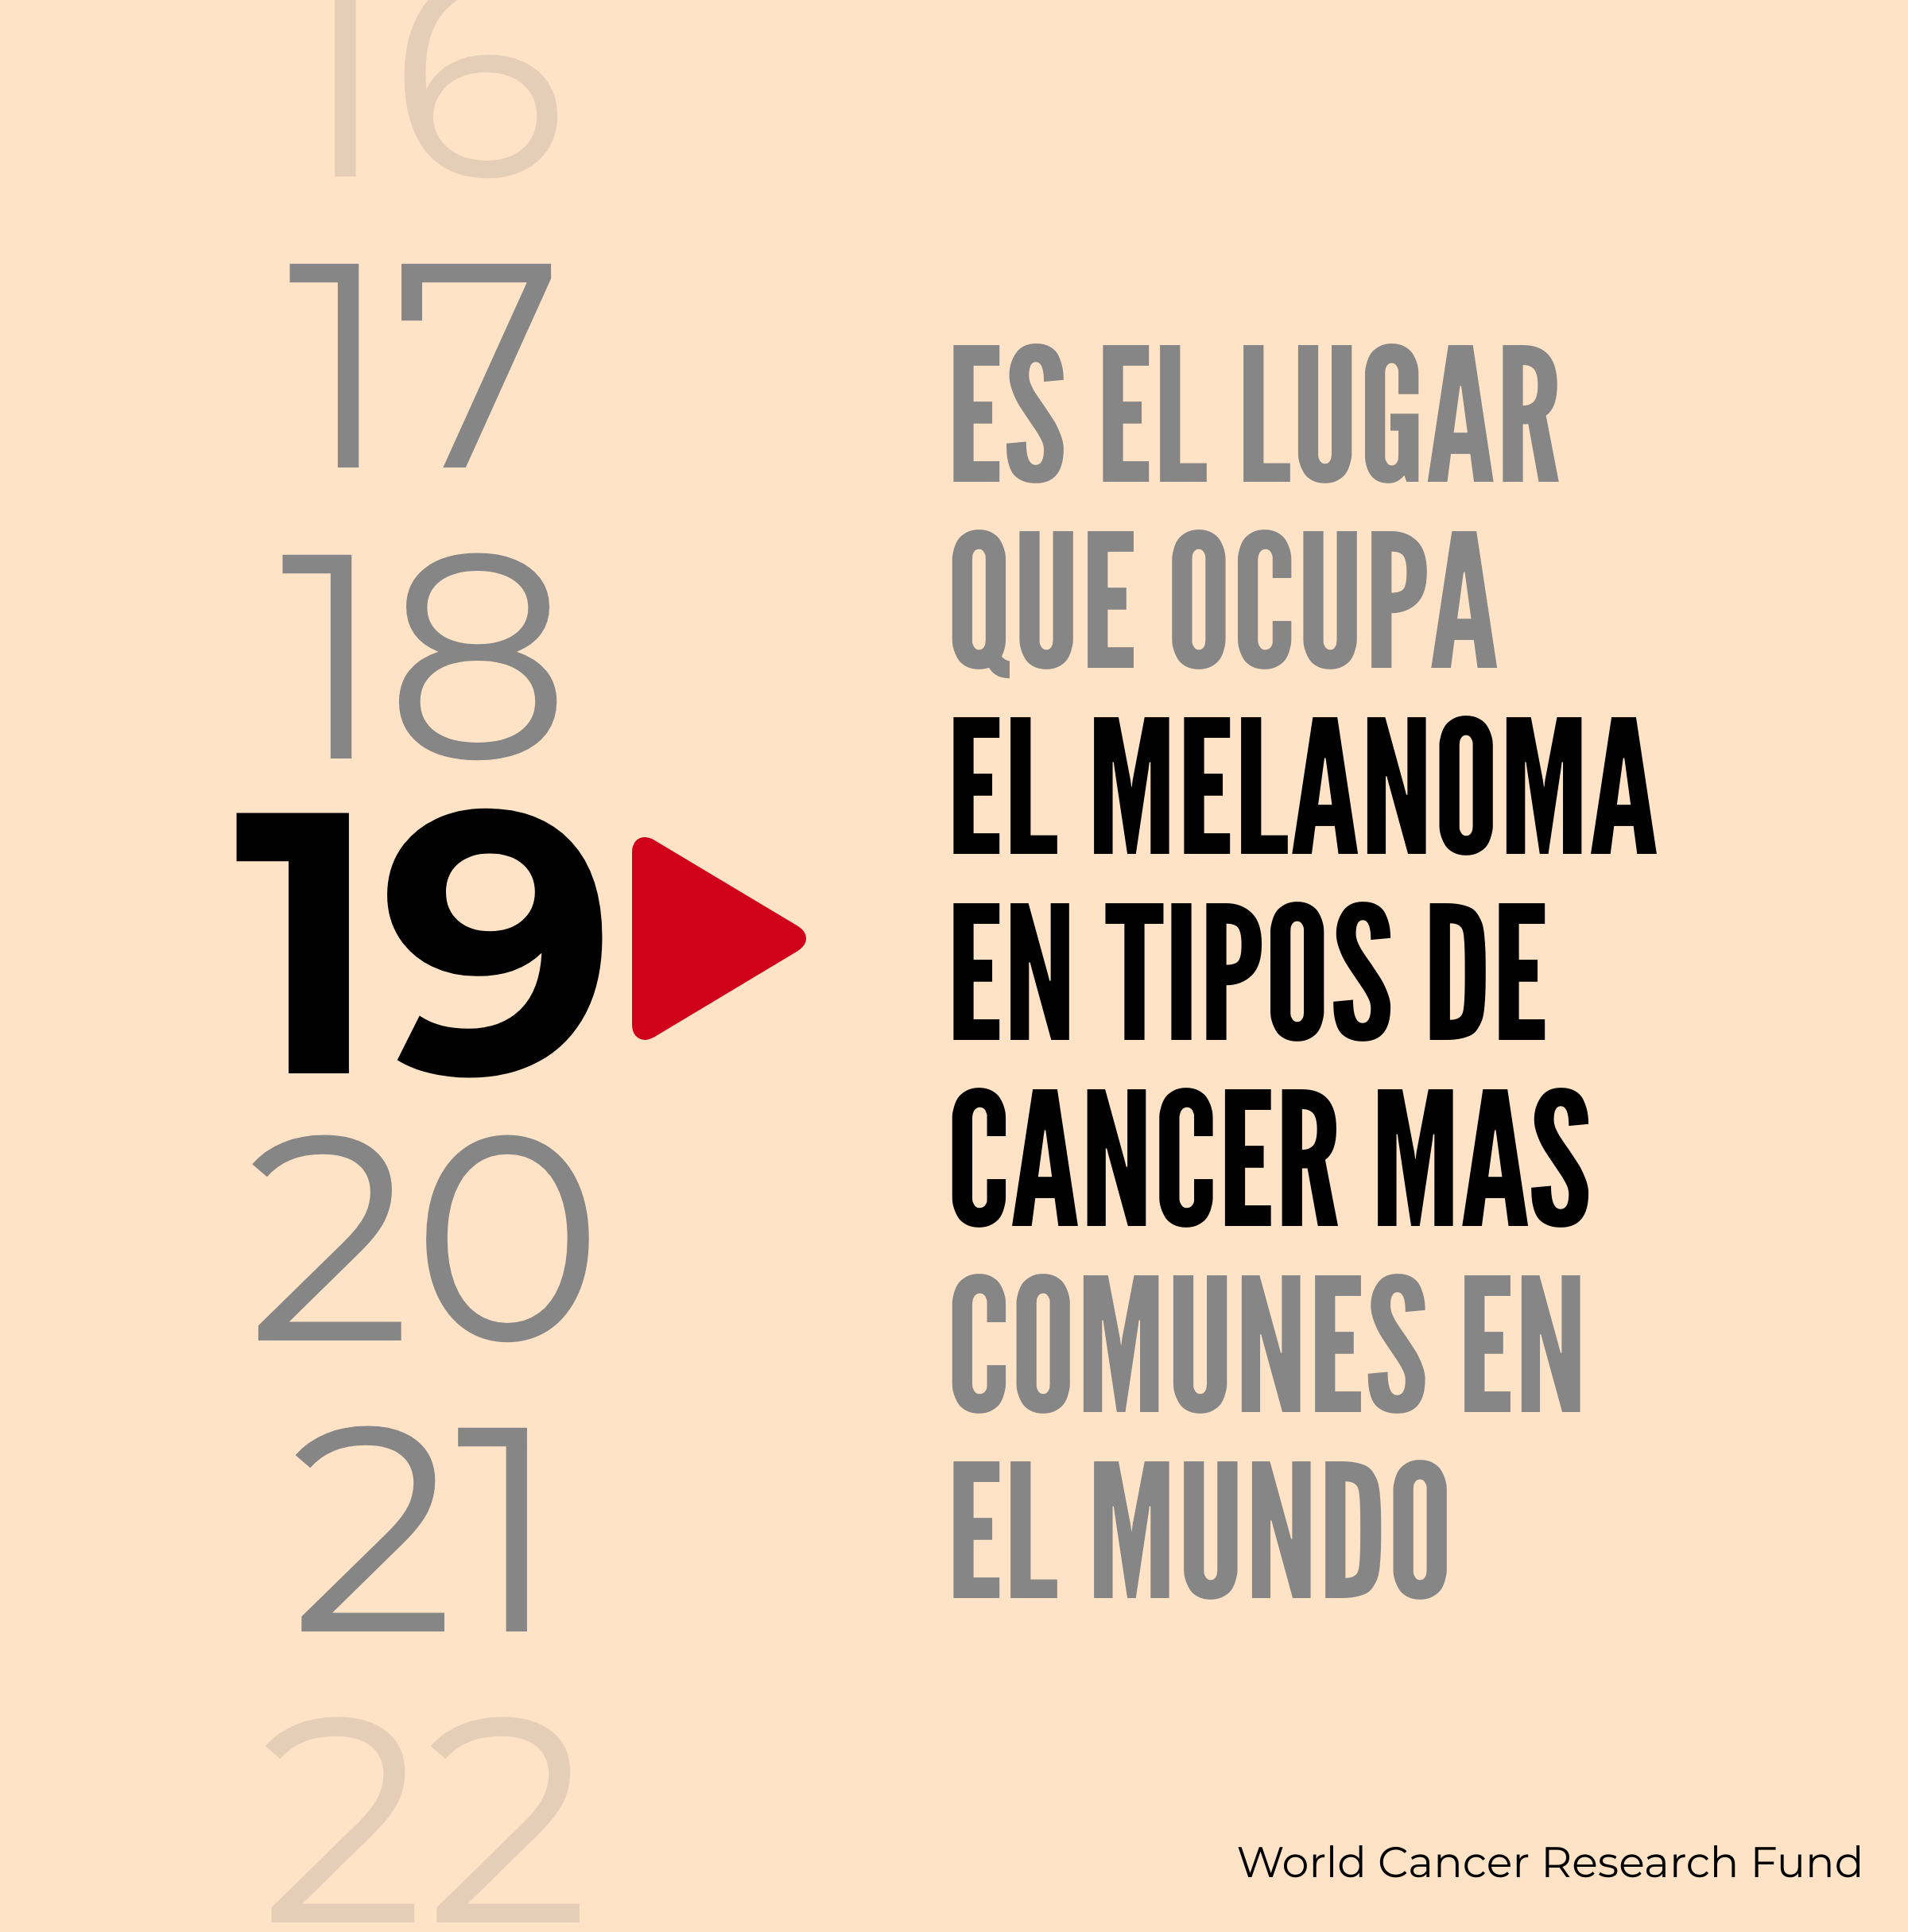 16
17
18
19
20
21
22
ES EL LUGAR
QUE OCUPA
EL MELANOMA
EN TIPOS DE
CANCER MAS
COMUNES EN
EL MUNDO
World Cancer Research Fund